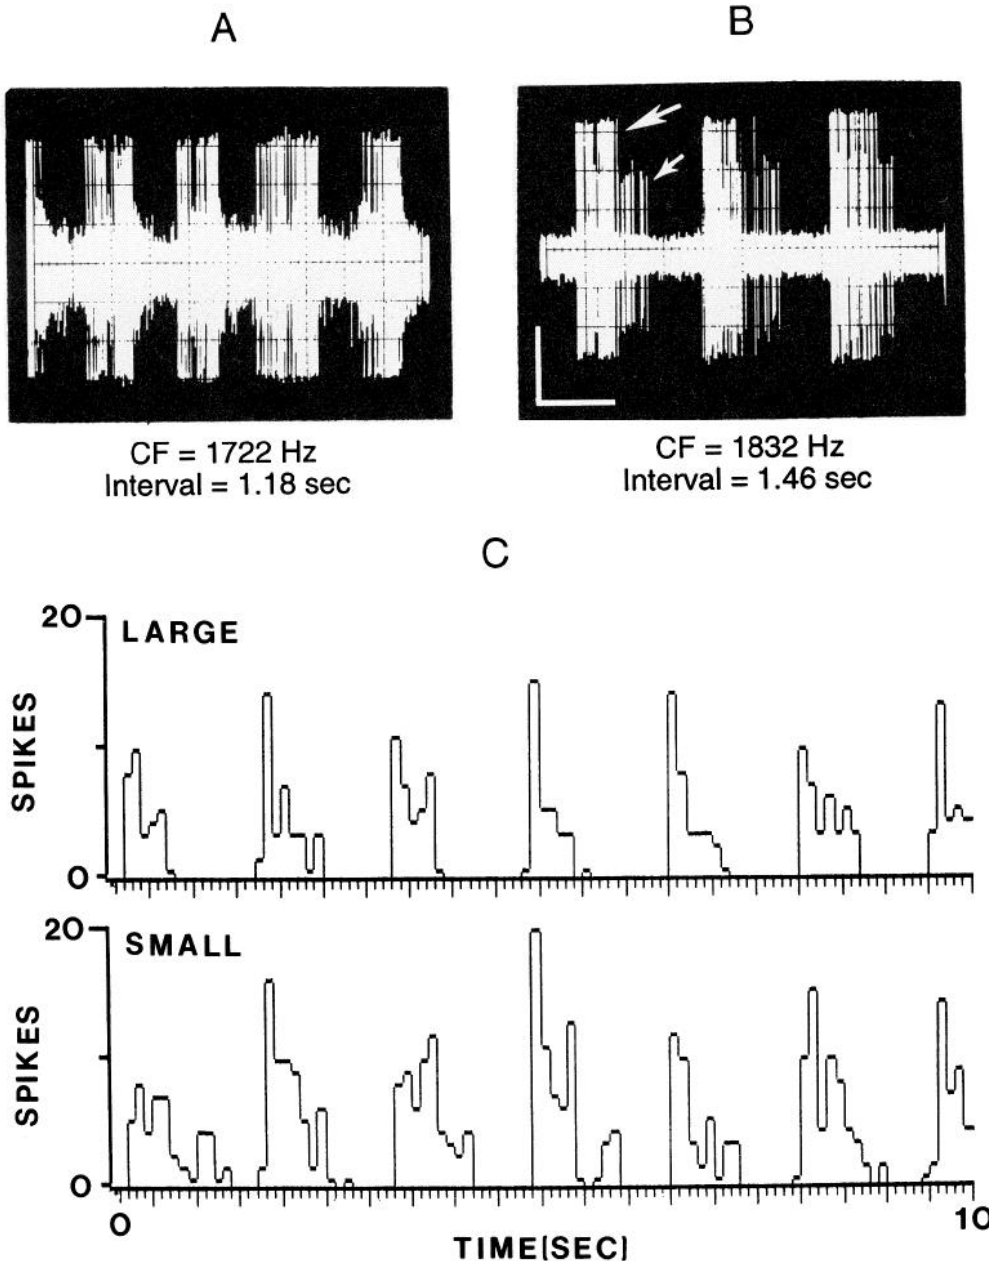 A
B
CF = 1722 Hz
Interval = 1.18 sec
CF = 1832 Hz
Interval = 1.46 sec
C
20
LARGE
SPIKES
0
20
SMALL
SPIKES
0
0
10
TIME(SEC)